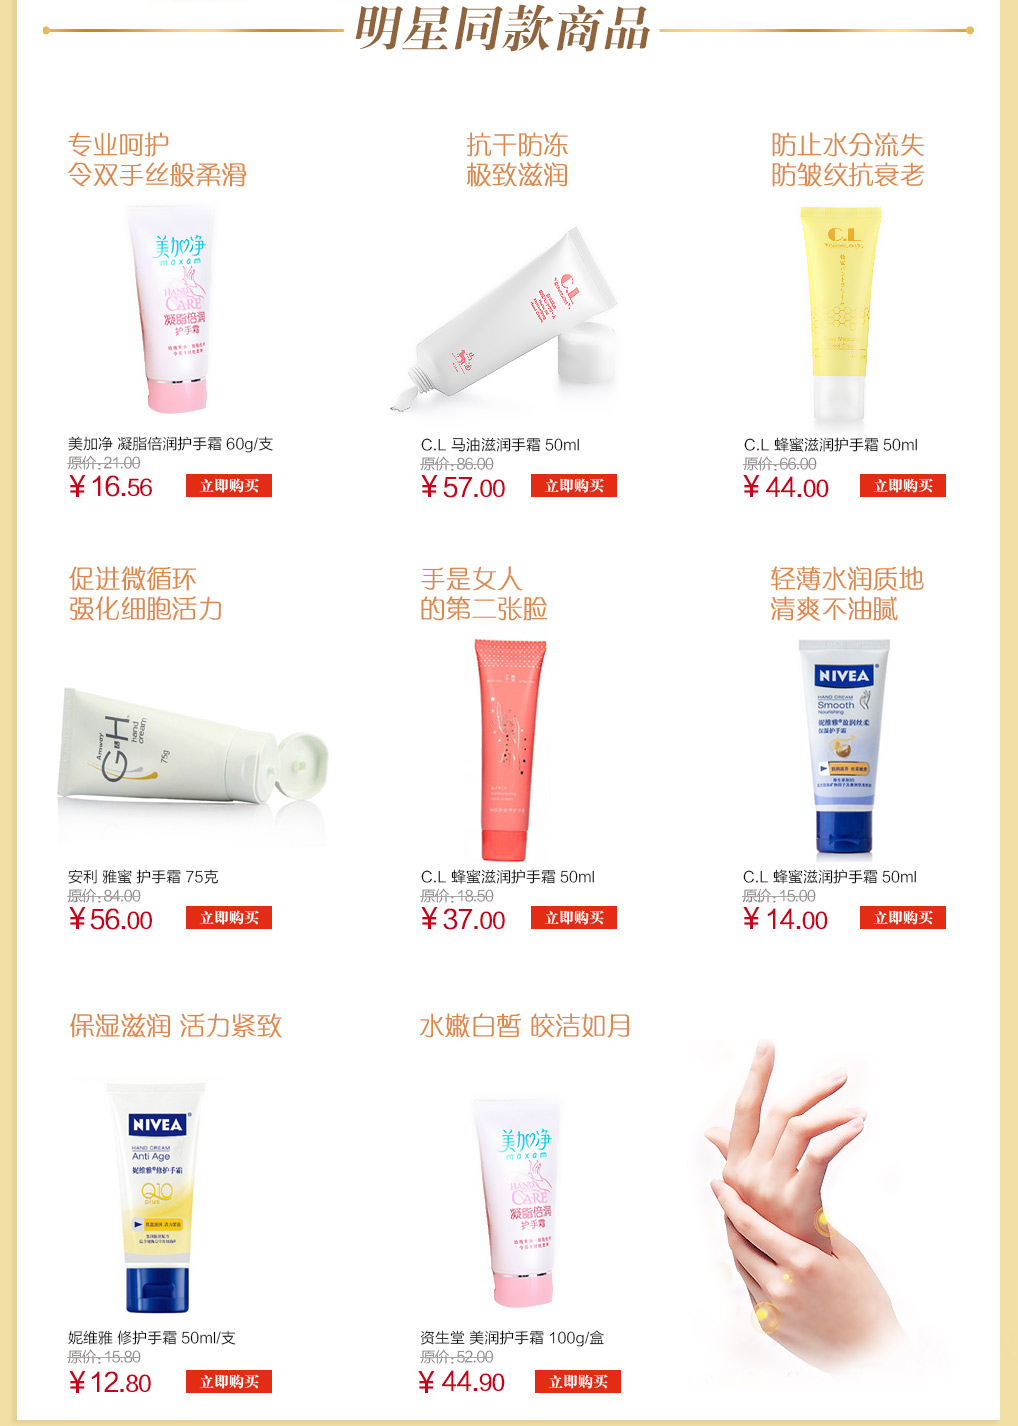 明星同款商品
专业呵护
令双手丝般柔滑
抗干防冻
极致滋润
防止水分流失
防皱纹抗衰老
美加净
maxam
HAND
CARE
凝脂倍润
护手霜
C.L
C.L
美加净 凝脂倍润护手霜 60g/支
原价:21.00
¥16.56
立即购买
C.L 马油滋润手霜 50ml
原价:86.00
¥57.00
立即购买
C.L 蜂蜜滋润护手霜 50ml
原价:66.00
¥44.00
立即购买
促进微循环
强化细胞活力
手是女人
的第二张脸
轻薄水润质地
清爽不油腻
Amway
GH
hand
cream
75g
NIVEA
HAND CREAM
Smooth
Nourishing
妮维雅®盈润丝柔
保湿护手霜
安利 雅蜜 护手霜 75克
原价:84.00
¥56.00
立即购买
C.L 蜂蜜滋润护手霜 50ml
原价:18.50
¥37.00
立即购买
C.L 蜂蜜滋润护手霜 50ml
原价:15.00
¥14.00
立即购买
保湿滋润 活力紧致
水嫩白皙 皎洁如月
NIVEA
HAND CREAM
Anti Age
妮维雅®修护手霜
Q10
plus
美加净
maxam
HAND
CARE
凝脂倍润
护手霜
妮维雅 修护手霜 50ml/支
原价:15.80
¥12.80
立即购买
资生堂 美润护手霜 100g/盒
原价:52.00
¥44.90
立即购买